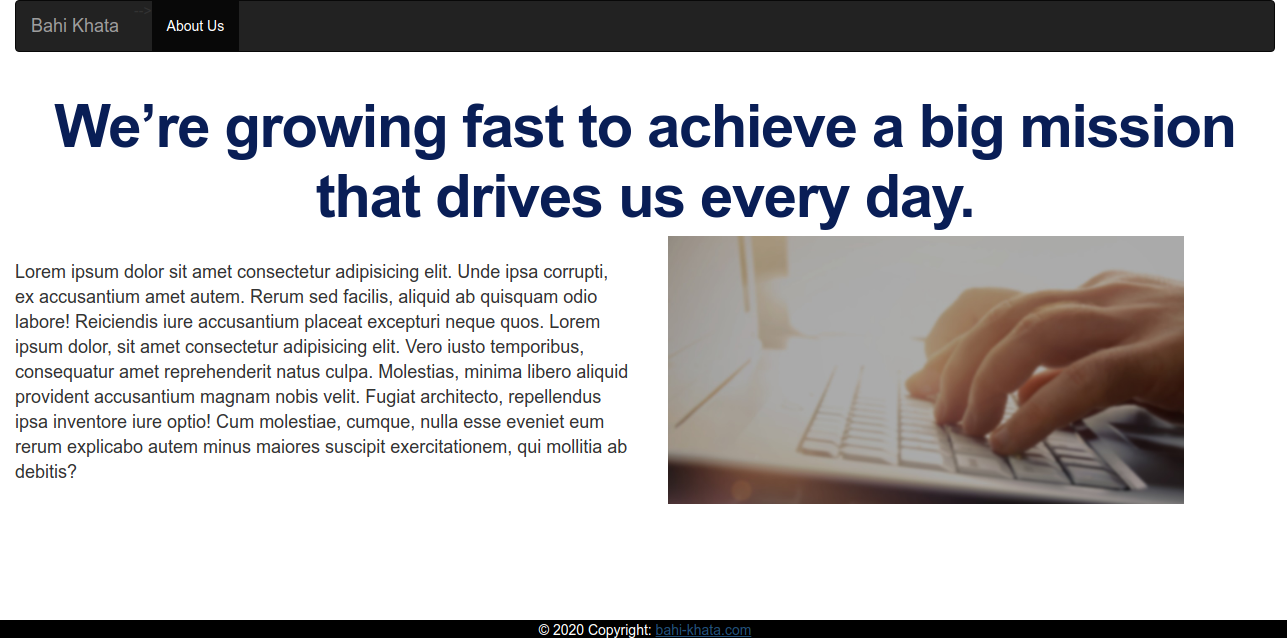 Bahi Khata --> About Us
We’re growing fast to achieve a big mission
that drives us every day.
Lorem ipsum dolor sit amet consectetur adipisicing elit. Unde ipsa corrupti,
ex accusantium amet autem. Rerum sed facilis, aliquid ab quisquam odio
labore! Reiciendis iure accusantium placeat excepturi neque quos. Lorem
ipsum dolor, sit amet consectetur adipisicing elit. Vero iusto temporibus,
consequatur amet reprehenderit natus culpa. Molestias, minima libero aliquid
provident accusantium magnam nobis velit. Fugiat architecto, repellendus
ipsa inventore iure optio! Cum molestiae, cumque, nulla esse eveniet eum
rerum explicabo autem minus maiores suscipit exercitationem, qui mollitia ab
debitis?
© 2020 Copyright: bahi-khata.com